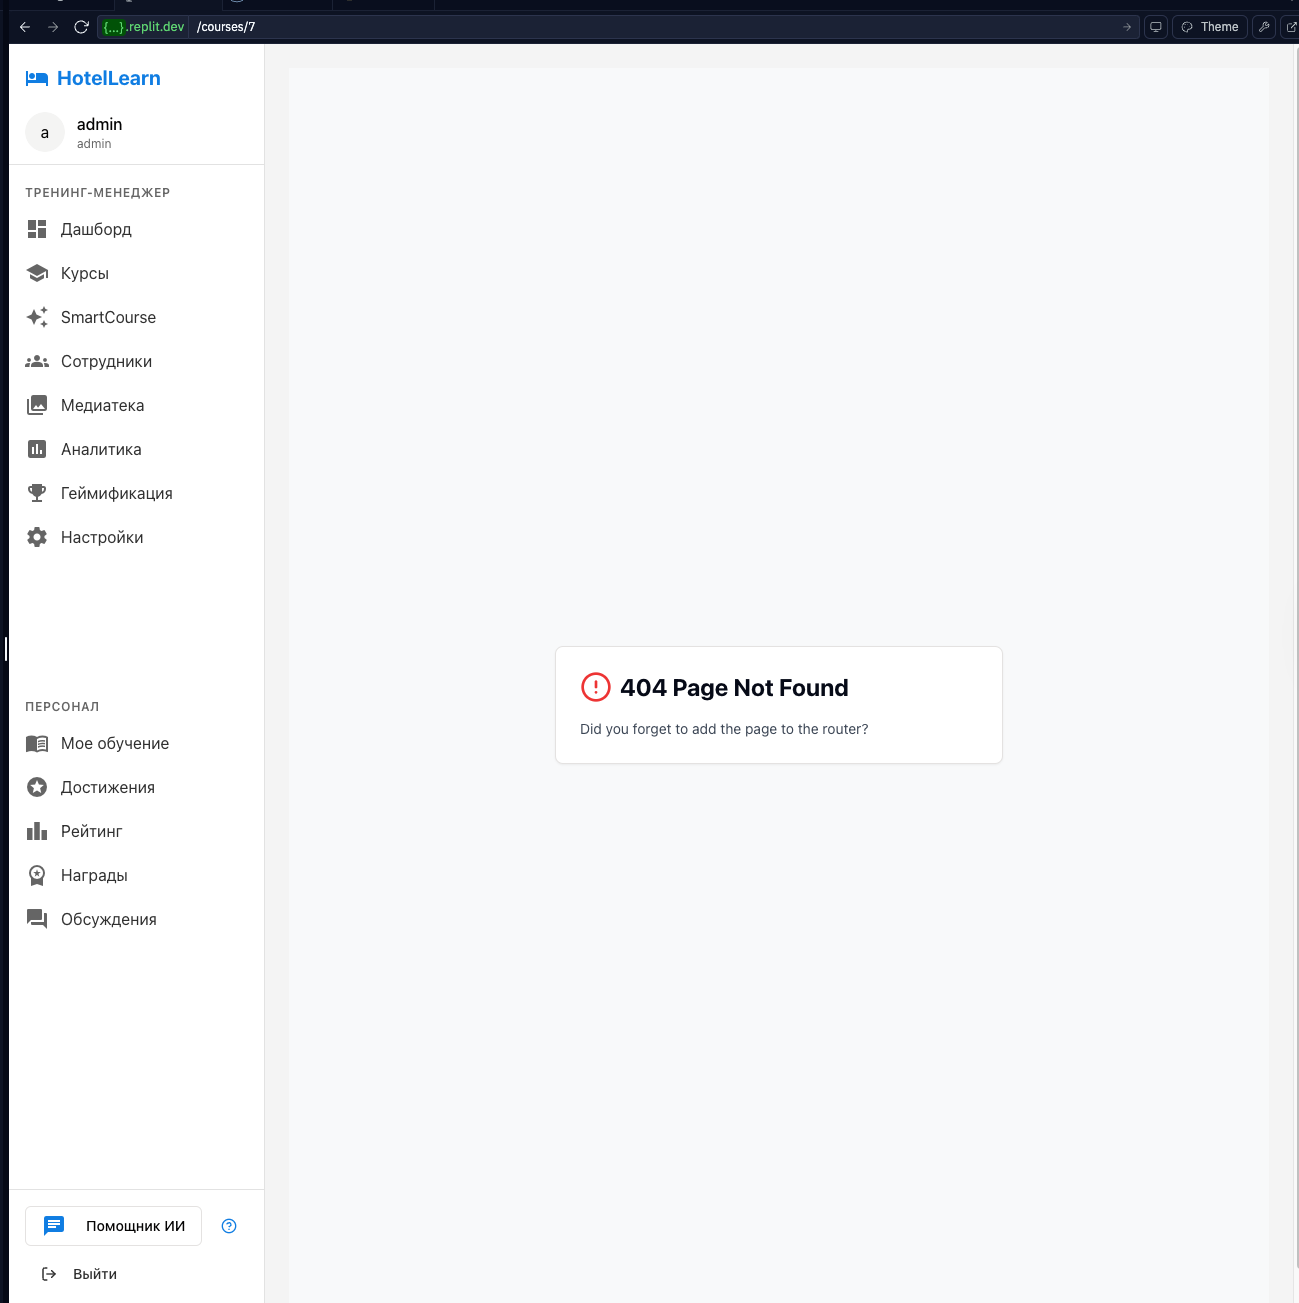 {...}.replit.dev /courses/7
Theme
HotelLearn
a
admin
admin
ТРЕНИНГ-МЕНЕДЖЕР
Дашборд
Курсы
SmartCourse
Сотрудники
Медиатека
Аналитика
Геймификация
Настройки
404 Page Not Found
Did you forget to add the page to the router?
ПЕРСОНАЛ
Мое обучение
Достижения
Рейтинг
Награды
Обсуждения
Помощник ИИ
Выйти